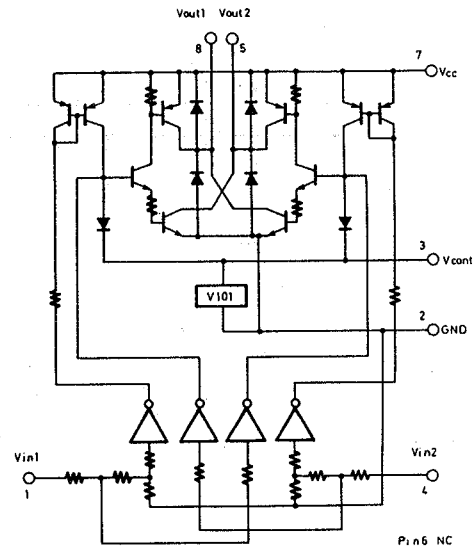 Vout1 Vout2
8 5
7
Vcc
3
Vcont
V101
2
GND
Vin1
1
Vin2
4
Pin6 NC